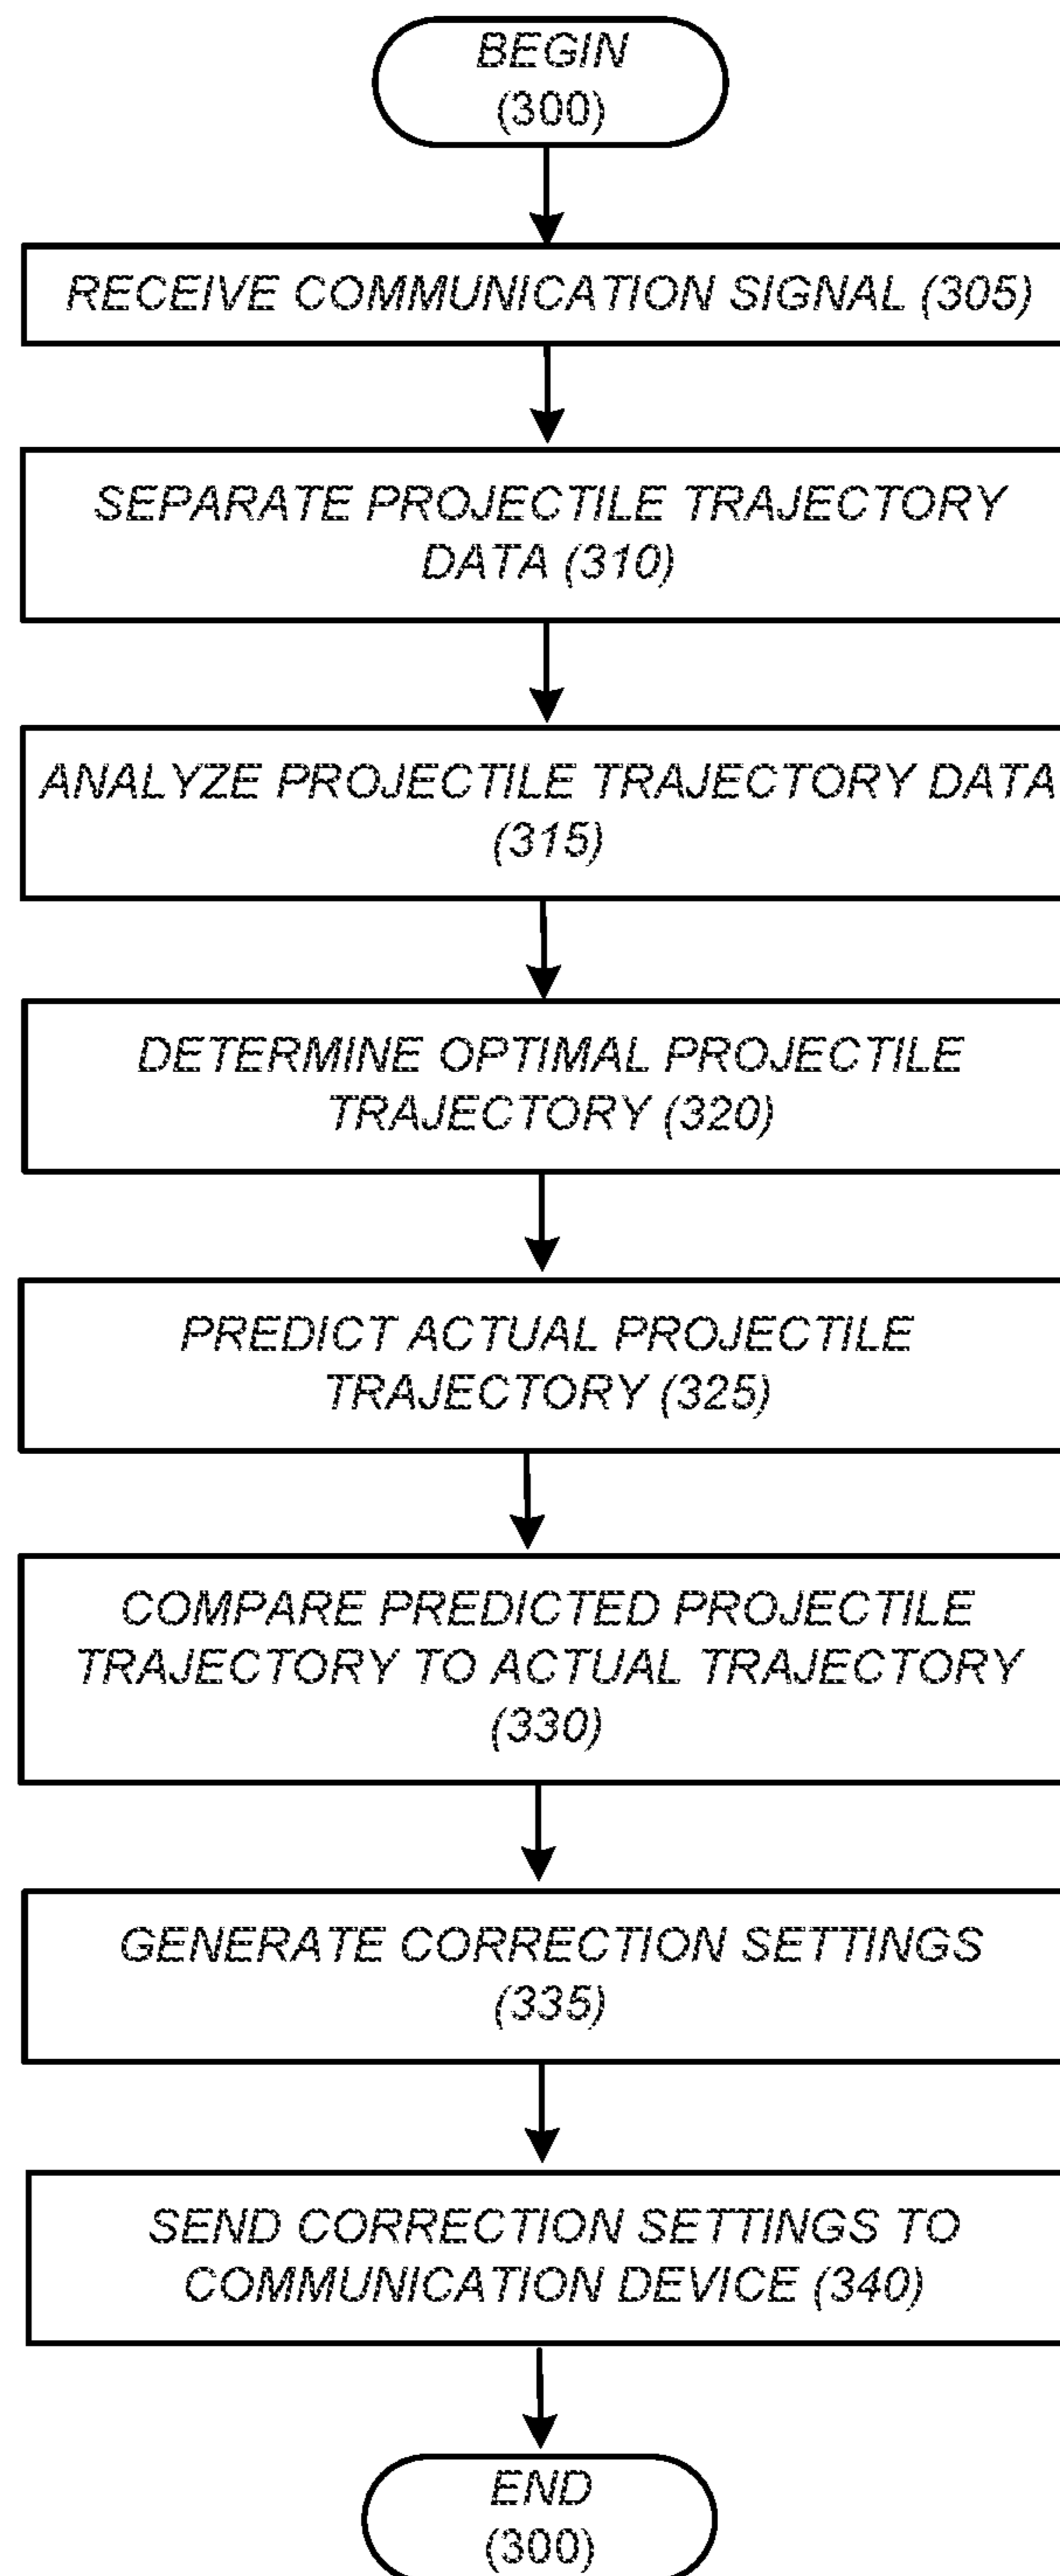 BEGIN
(300)
RECEIVE COMMUNICATION SIGNAL (305)
SEPARATE PROJECTILE TRAJECTORY
DATA (310)
ANALYZE PROJECTILE TRAJECTORY DATA
(315)
DETERMINE OPTIMAL PROJECTILE
TRAJECTORY (320)
PREDICT ACTUAL PROJECTILE
TRAJECTORY (325)
COMPARE PREDICTED PROJECTILE
TRAJECTORY TO ACTUAL TRAJECTORY
(330)
GENERATE CORRECTION SETTINGS
(335)
SEND CORRECTION SETTINGS TO
COMMUNICATION DEVICE (340)
END
(300)